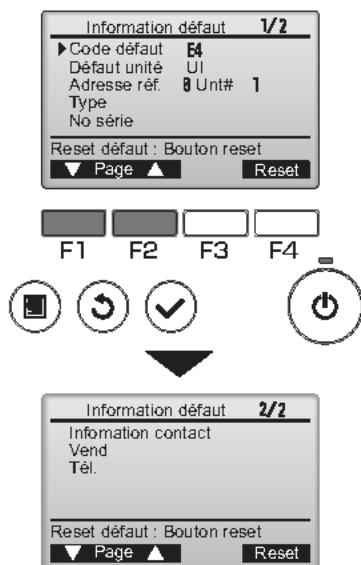 Information défaut 1/2
Code défaut E4
Défaut unité UI
Adresse réf. 0 Unt# 1
Type
No série
Reset défaut : Bouton reset
▼ Page ▲ Reset
F1 F2 F3 F4
Information défaut 2/2
Infomation contact
Vend
Tél.
Reset défaut : Bouton reset
▼ Page ▲ Reset